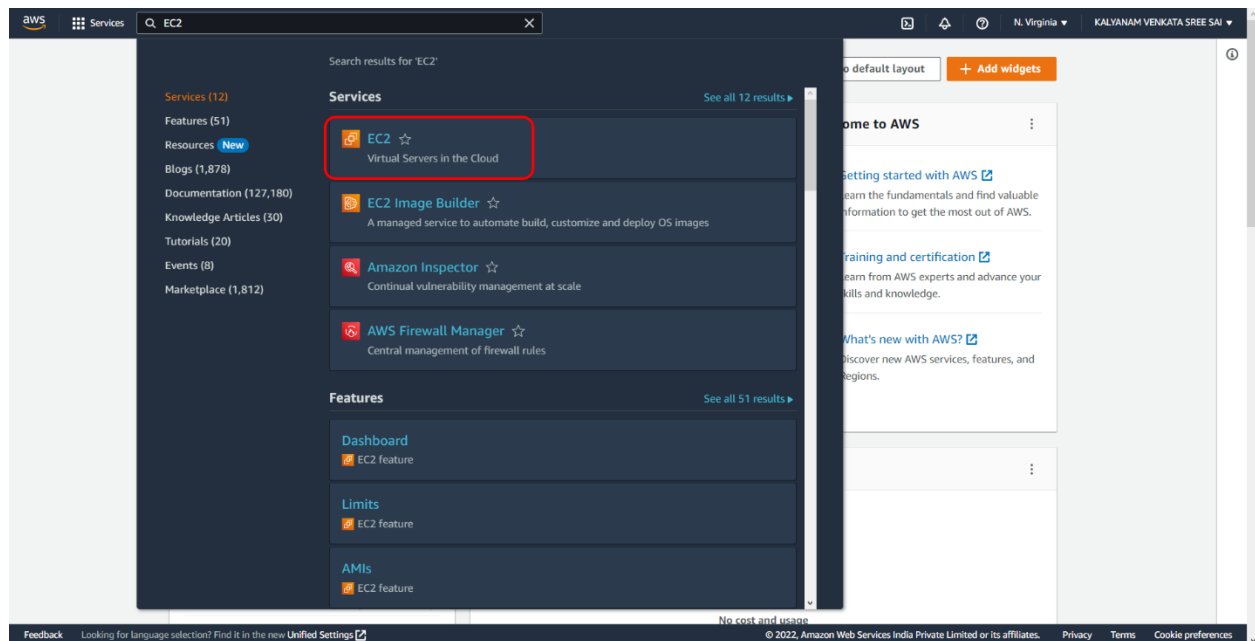 aws Services EC2 N. Virginia KALYANAM VENKATA SREE SAI
Search results for 'EC2'
Services (12)
Features (51)
Resources New
Blogs (1,878)
Documentation (127,180)
Knowledge Articles (30)
Tutorials (20)
Events (8)
Marketplace (1,812)
Services See all 12 results
EC2
Virtual Servers in the Cloud
EC2 Image Builder
A managed service to automate build, customize and deploy OS images
Amazon Inspector
Continual vulnerability management at scale
AWS Firewall Manager
Central management of firewall rules
Features See all 51 results
Dashboard
EC2 feature
Limits
EC2 feature
AMIs
EC2 feature
o default layout + Add widgets
ome to AWS
Getting started with AWS
Learn the fundamentals and find valuable
information to get the most out of AWS.
Training and certification
Learn from AWS experts and advance your
skills and knowledge.
What's new with AWS?
Discover new AWS services, features, and
Regions.
No cost and usage
Feedback Looking for language selection? Find it in the new Unified Settings © 2022, Amazon Web Services India Private Limited or its affiliates. Privacy Terms Cookie preferences